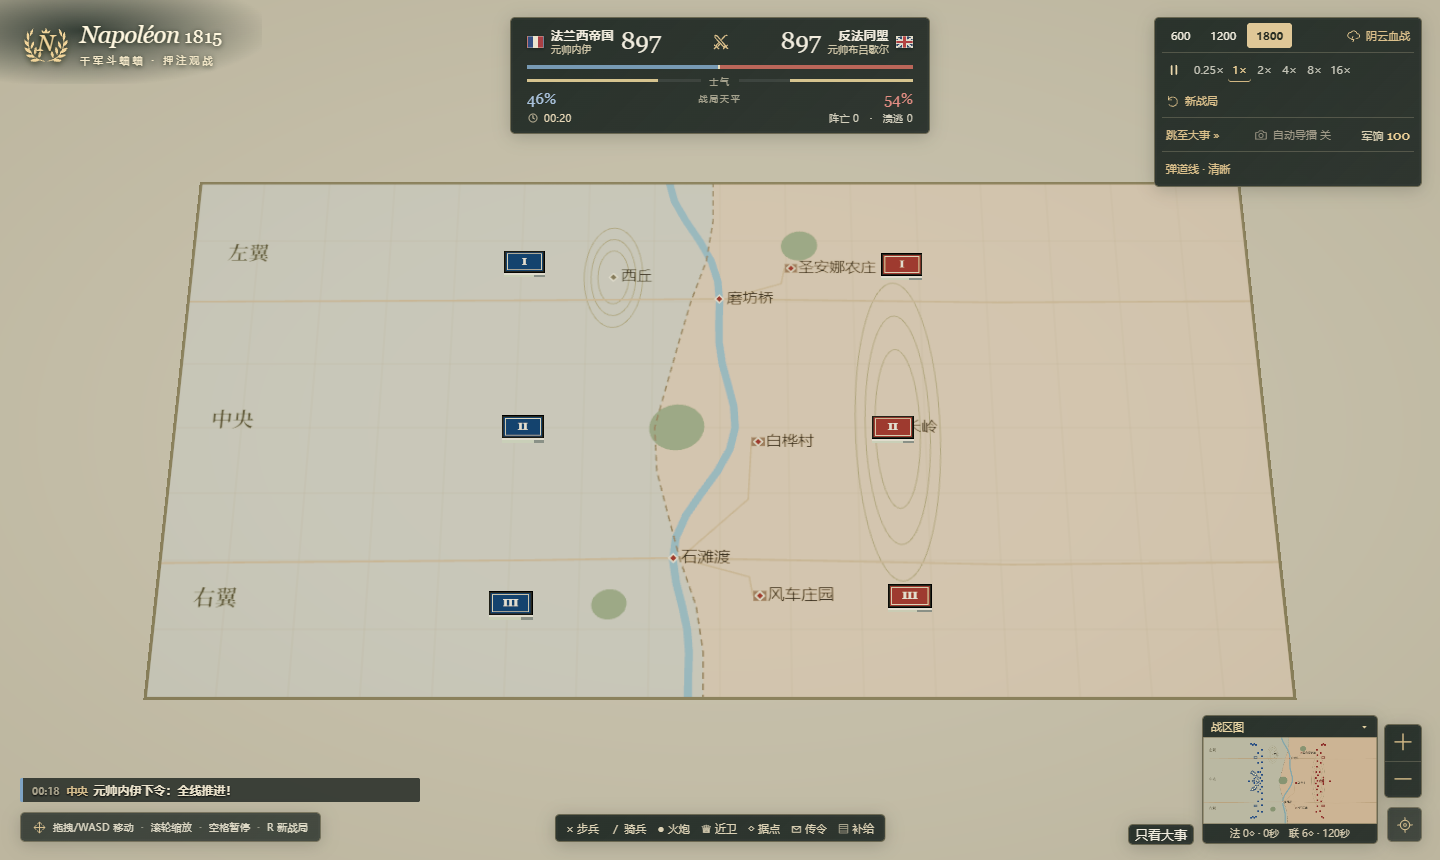 Napoléon 1815
千军斗蛐蛐 · 押注观战
法兰西帝国
元帅内伊
897
897
反法同盟
元帅布吕歇尔
士气
46%
战局天平
54%
00:20
阵亡 0 · 溃逃 0
600 1200 1800 阴云血战
0.25× 1× 2× 4× 8× 16×
新战局
跳至大事 » 自动导播 关 军饷 100
弹道线 · 清晰
左翼
I
西丘
圣安娜农庄
I
磨坊桥
中央
II
白桦村
II
岭
石滩渡
右翼
III
风车庄园
III
战区图
00:18 中央 元帅内伊下令：全线推进！
拖拽/WASD 移动 · 滚轮缩放 · 空格暂停 · R 新战局
步兵 骑兵 火炮 近卫 据点 传令 补给
只看大事
法 0◇ · 0秒 联 6◇ · 120秒